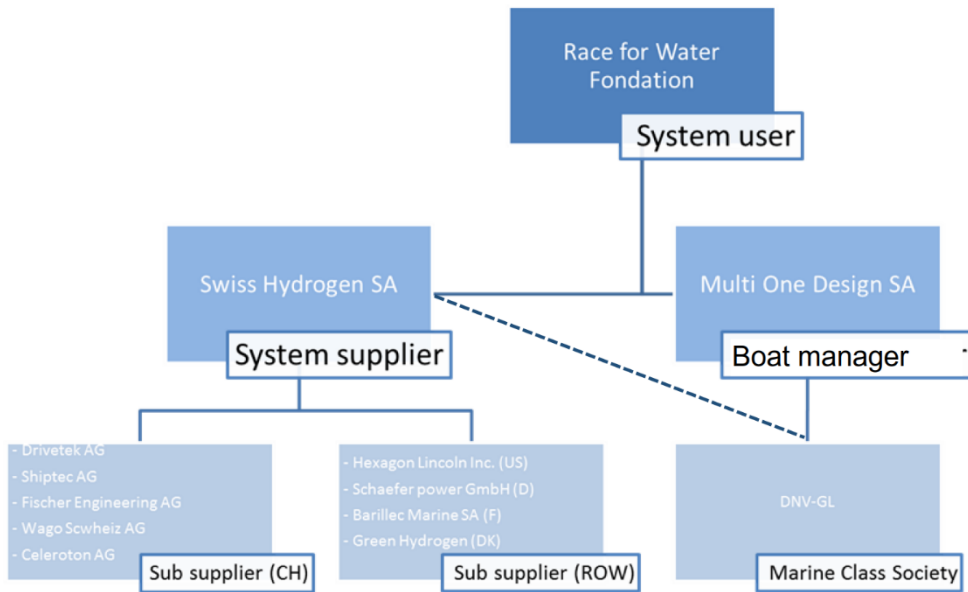 Race for Water
Fondation
System user
Swiss Hydrogen SA
System supplier
Multi One Design SA
Boat manager
- Drivetek AG
- Shiptec AG
- Fischer Engineering AG
- Wago Scwheiz AG
- Celeroton AG
Sub supplier (CH)
- Hexagon Lincoln Inc. (US)
- Schaefer power GmbH (D)
- Barillec Marine SA (F)
- Green Hydrogen (DK)
Sub supplier (ROW)
DNV-GL
Marine Class Society